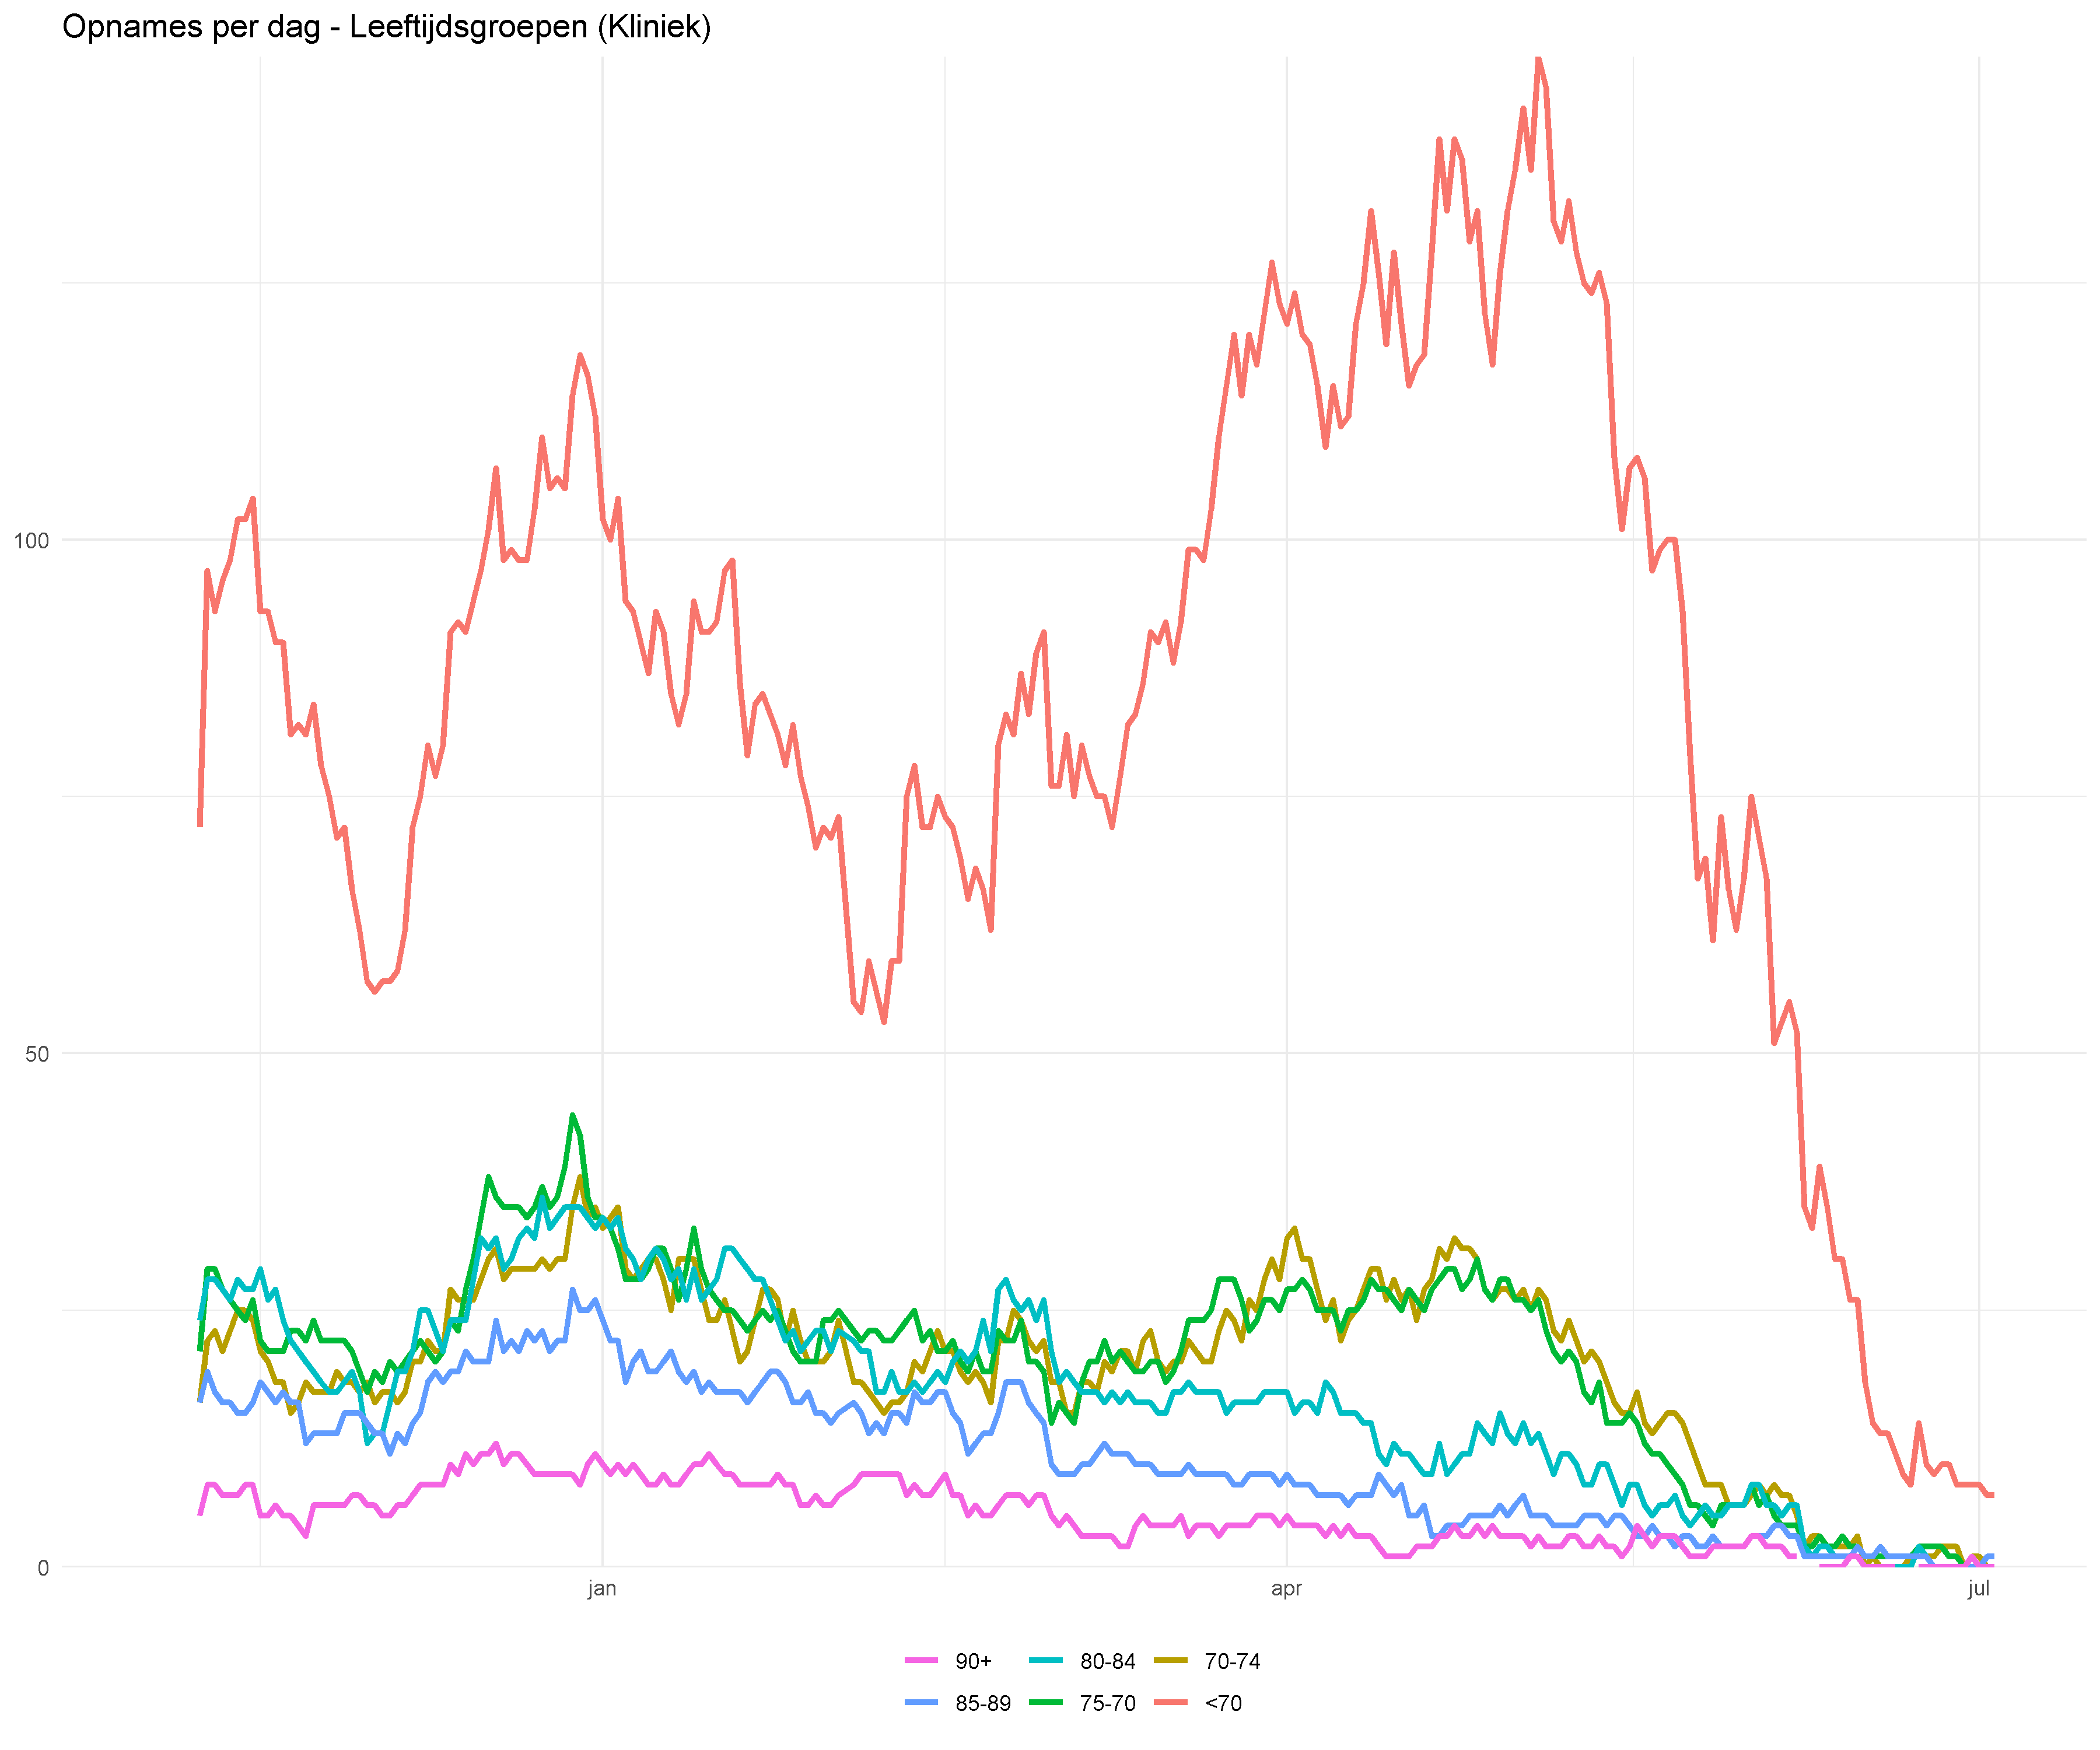 Opnames per dag - Leeftijdsgroepen (Kliniek)
100
50
0
jan apr jul
90+ 80-84 70-74
85-89 75-70 <70